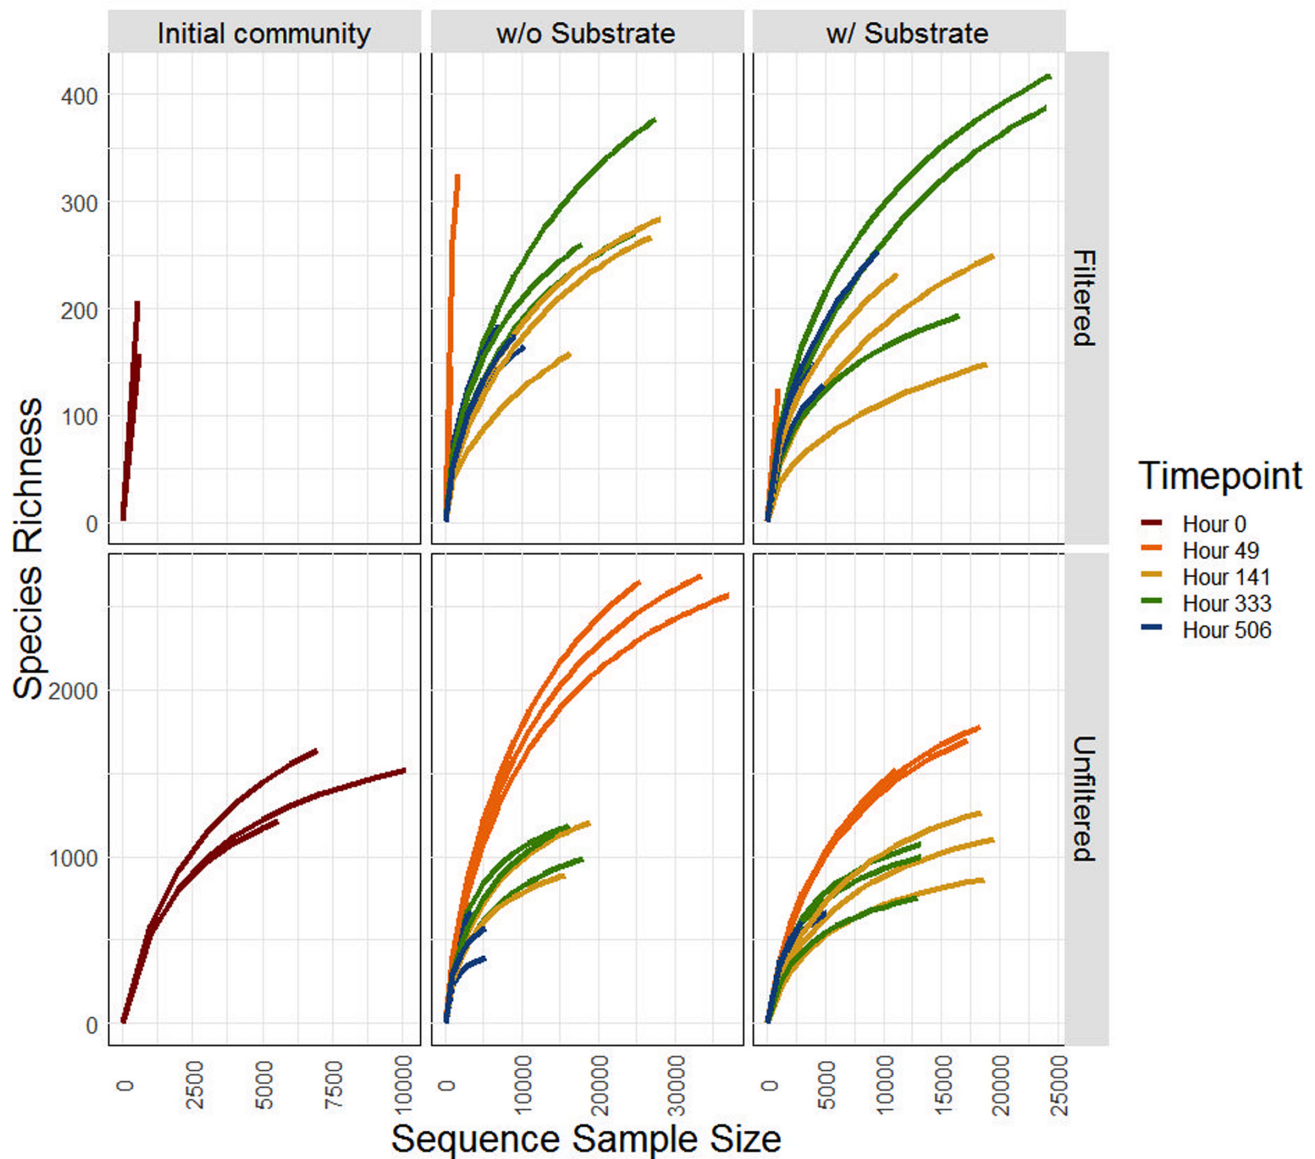 Initial community
w/o Substrate
w/ Substrate
400
300
200
100
0
Filtered
2000
1000
0
Unfiltered
Species Richness
0
2500
5000
7500
10000
0
10000
20000
30000
0
5000
10000
15000
20000
25000
Sequence Sample Size
Timepoint
Hour 0
Hour 49
Hour 141
Hour 333
Hour 506